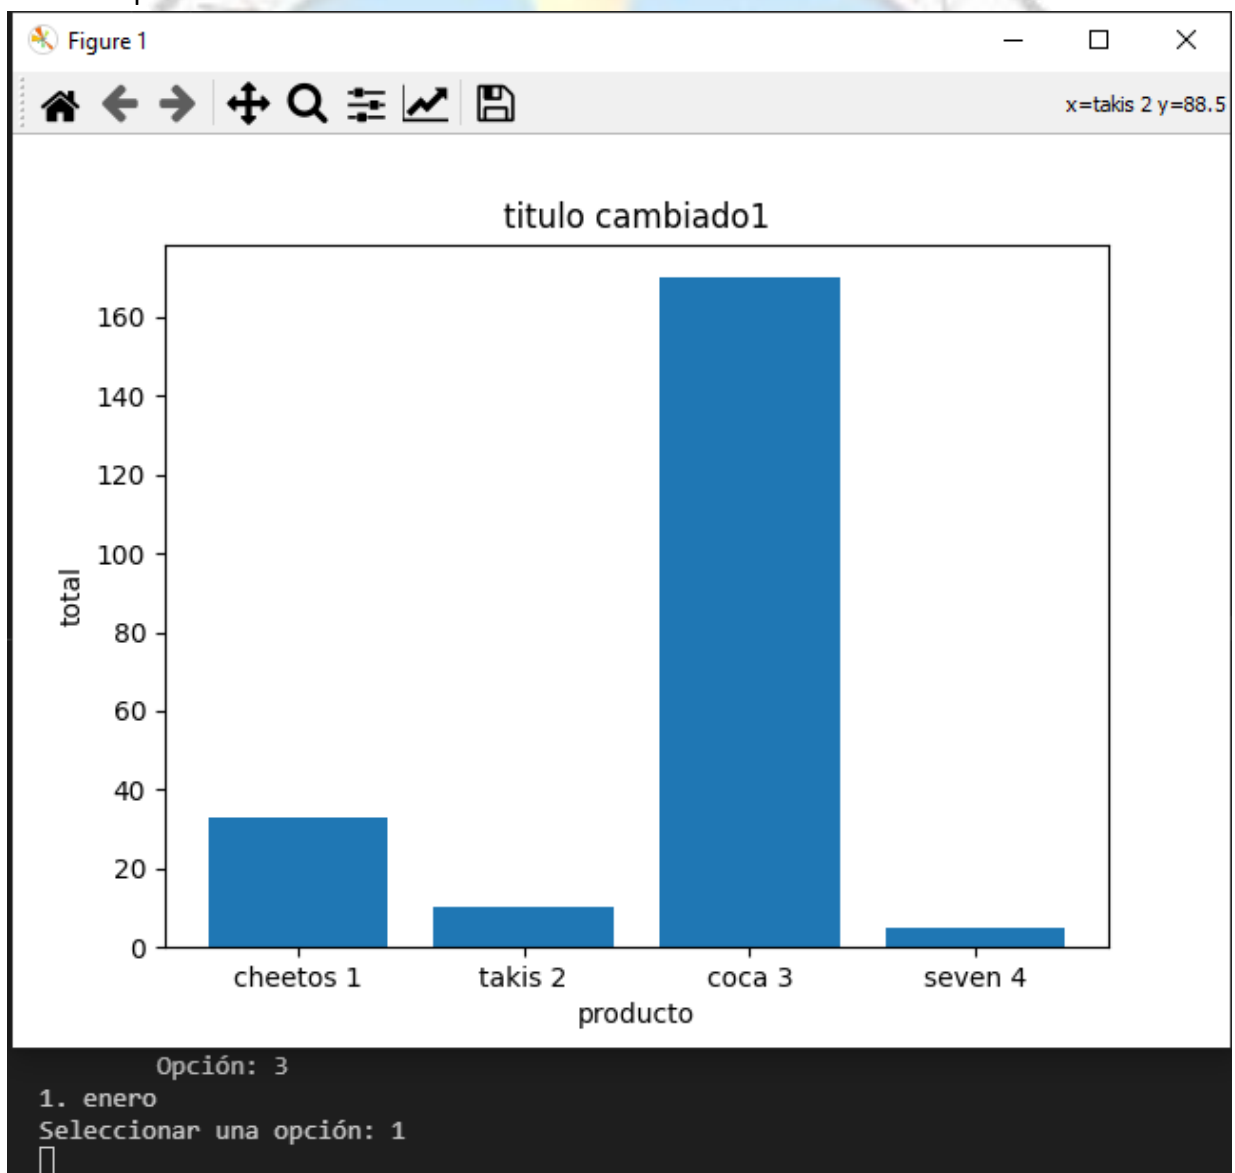 Figure 1
x=takis 2 y=88.5
titulo cambiado1
160
140
120
100
80
60
40
20
0
total
cheetos 1 takis 2 coca 3 seven 4
producto
Opción: 3
1. enero
Seleccionar una opción: 1